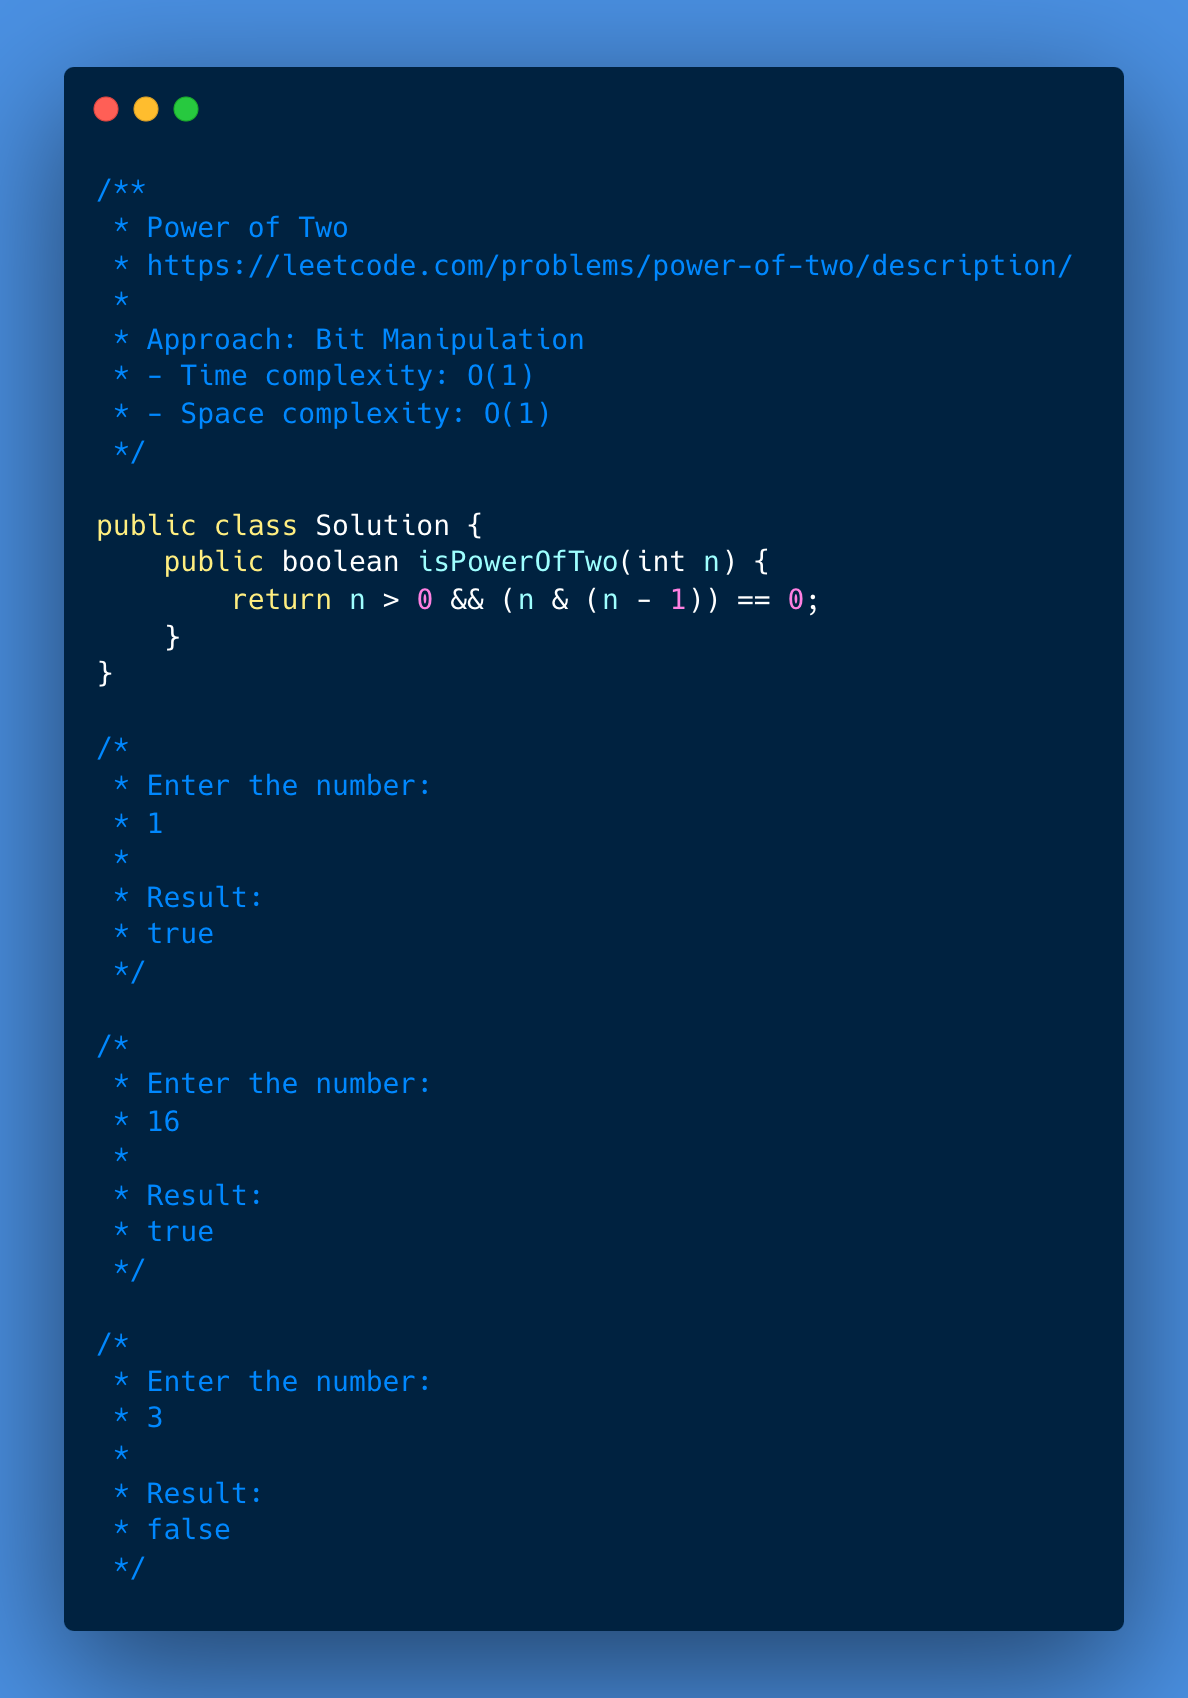 /**
 * Power of Two
 * https://leetcode.com/problems/power-of-two/description/
 *
 * Approach: Bit Manipulation
 * - Time complexity: O(1)
 * - Space complexity: O(1)
 */

public class Solution {
    public boolean isPowerOfTwo(int n) {
        return n > 0 && (n & (n - 1)) == 0;
    }
}

/*
 * Enter the number:
 * 1
 *
 * Result:
 * true
 */

/*
 * Enter the number:
 * 16
 *
 * Result:
 * true
 */

/*
 * Enter the number:
 * 3
 *
 * Result:
 * false
 */